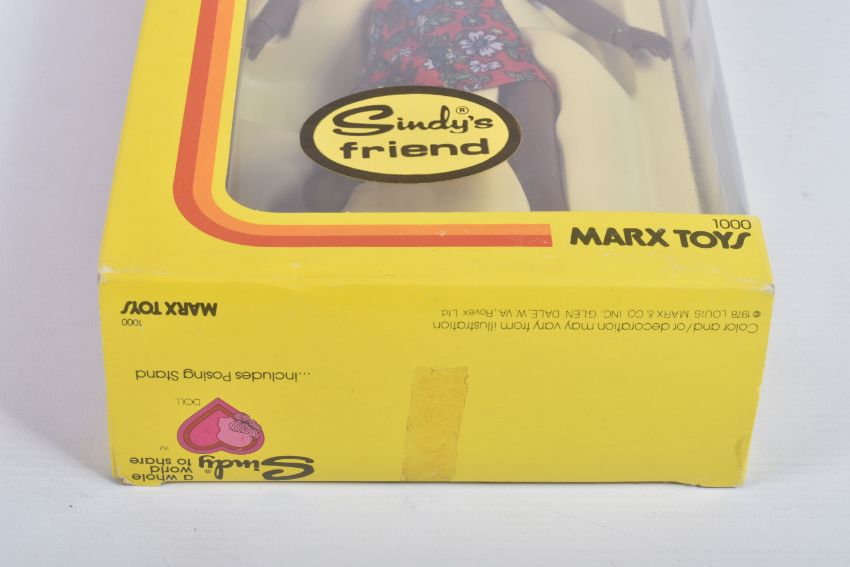 Sindy's®
friend
1000
MARX TOYS
a whole
world
to share
Sindy®
TM
DOLL
...includes Posing Stand
1000
MARX TOYS
Color and/or decoration may vary from illustration
© 1978 LOUIS MARX & CO. INC. GLEN DALE, W. VA., Rovex Ltd